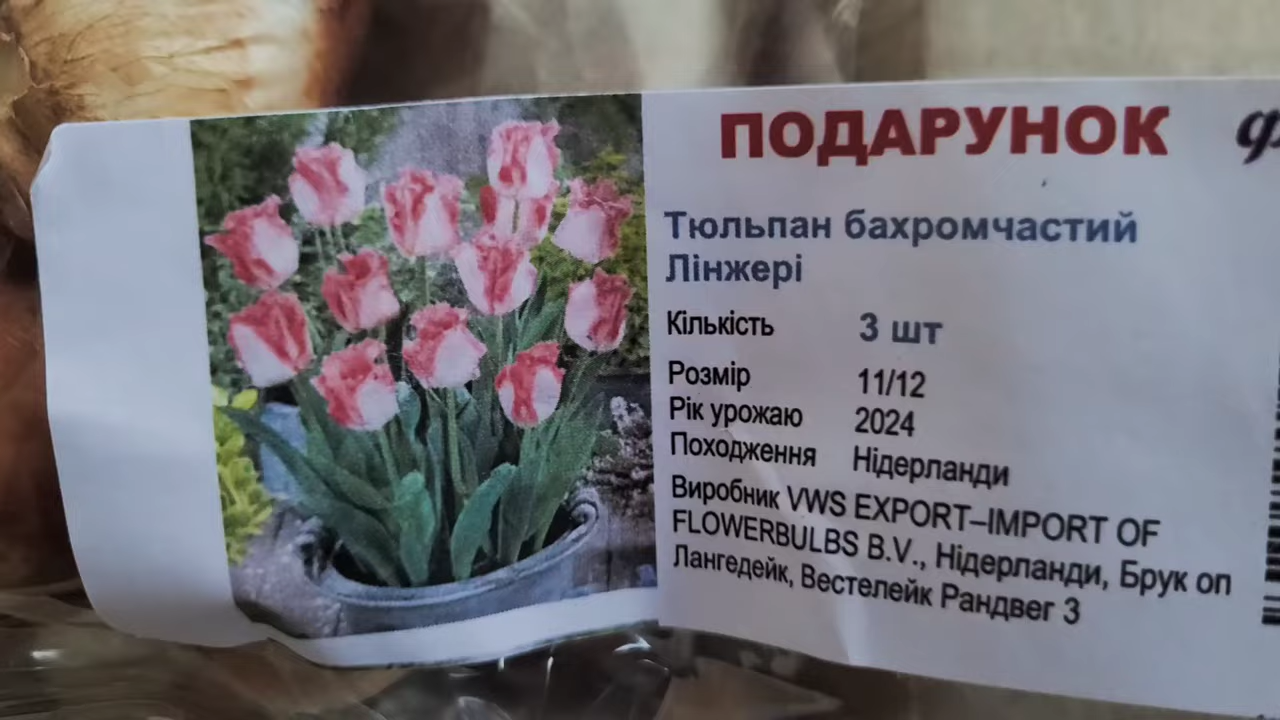 ПОДАРУНОК
Тюльпан бахромчастий
Лінжері
Кількість 3 шт
Розмір 11/12
Рік урожаю 2024
Походження Нідерланди
Виробник VWS EXPORT–IMPORT OF
FLOWERBULBS B.V., Нідерланди, Брук оп
Лангедейк, Вестелейк Рандвег 3